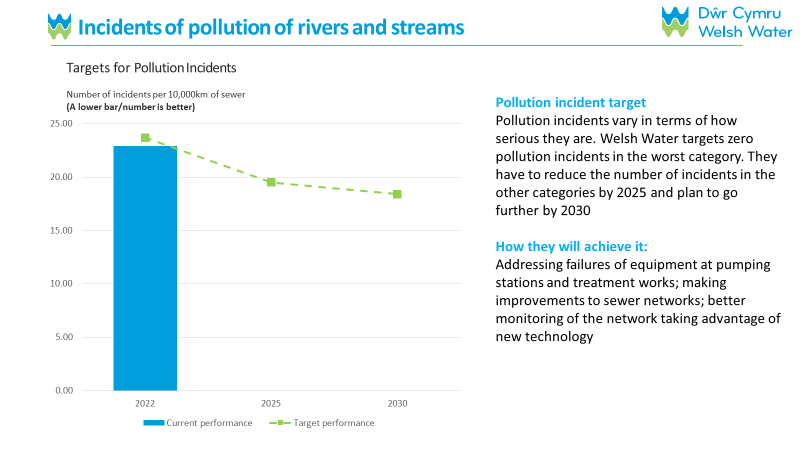 Incidents of pollution of rivers and streams
Dŵr Cymru
Welsh Water
Targets for Pollution Incidents
Number of incidents per 10,000km of sewer
(A lower bar/number is better)
25.00
20.00
15.00
10.00
5.00
0.00
2022
2025
2030
Current performance
Target performance
Pollution incident target
Pollution incidents vary in terms of how
serious they are. Welsh Water targets zero
pollution incidents in the worst category. They
have to reduce the number of incidents in the
other categories by 2025 and plan to go
further by 2030
How they will achieve it:
Addressing failures of equipment at pumping
stations and treatment works; making
improvements to sewer networks; better
monitoring of the network taking advantage of
new technology